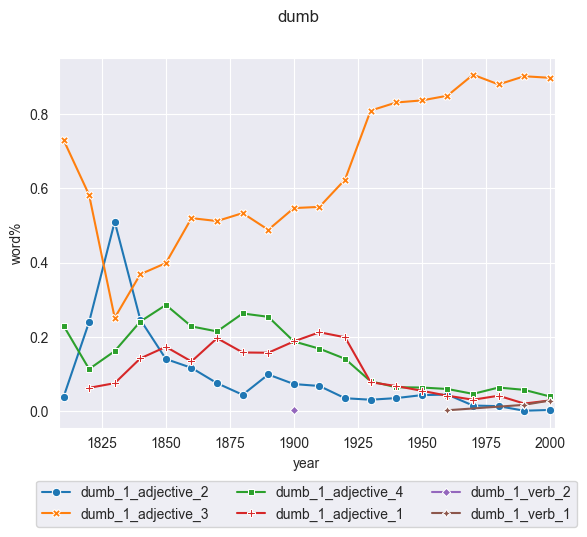 dumb
word%
0.8
0.6
0.4
0.2
0.0
1825 1850 1875 1900 1925 1950 1975 2000
year
dumb_1_adjective_2 dumb_1_adjective_4 dumb_1_verb_2
dumb_1_adjective_3 dumb_1_adjective_1 dumb_1_verb_1